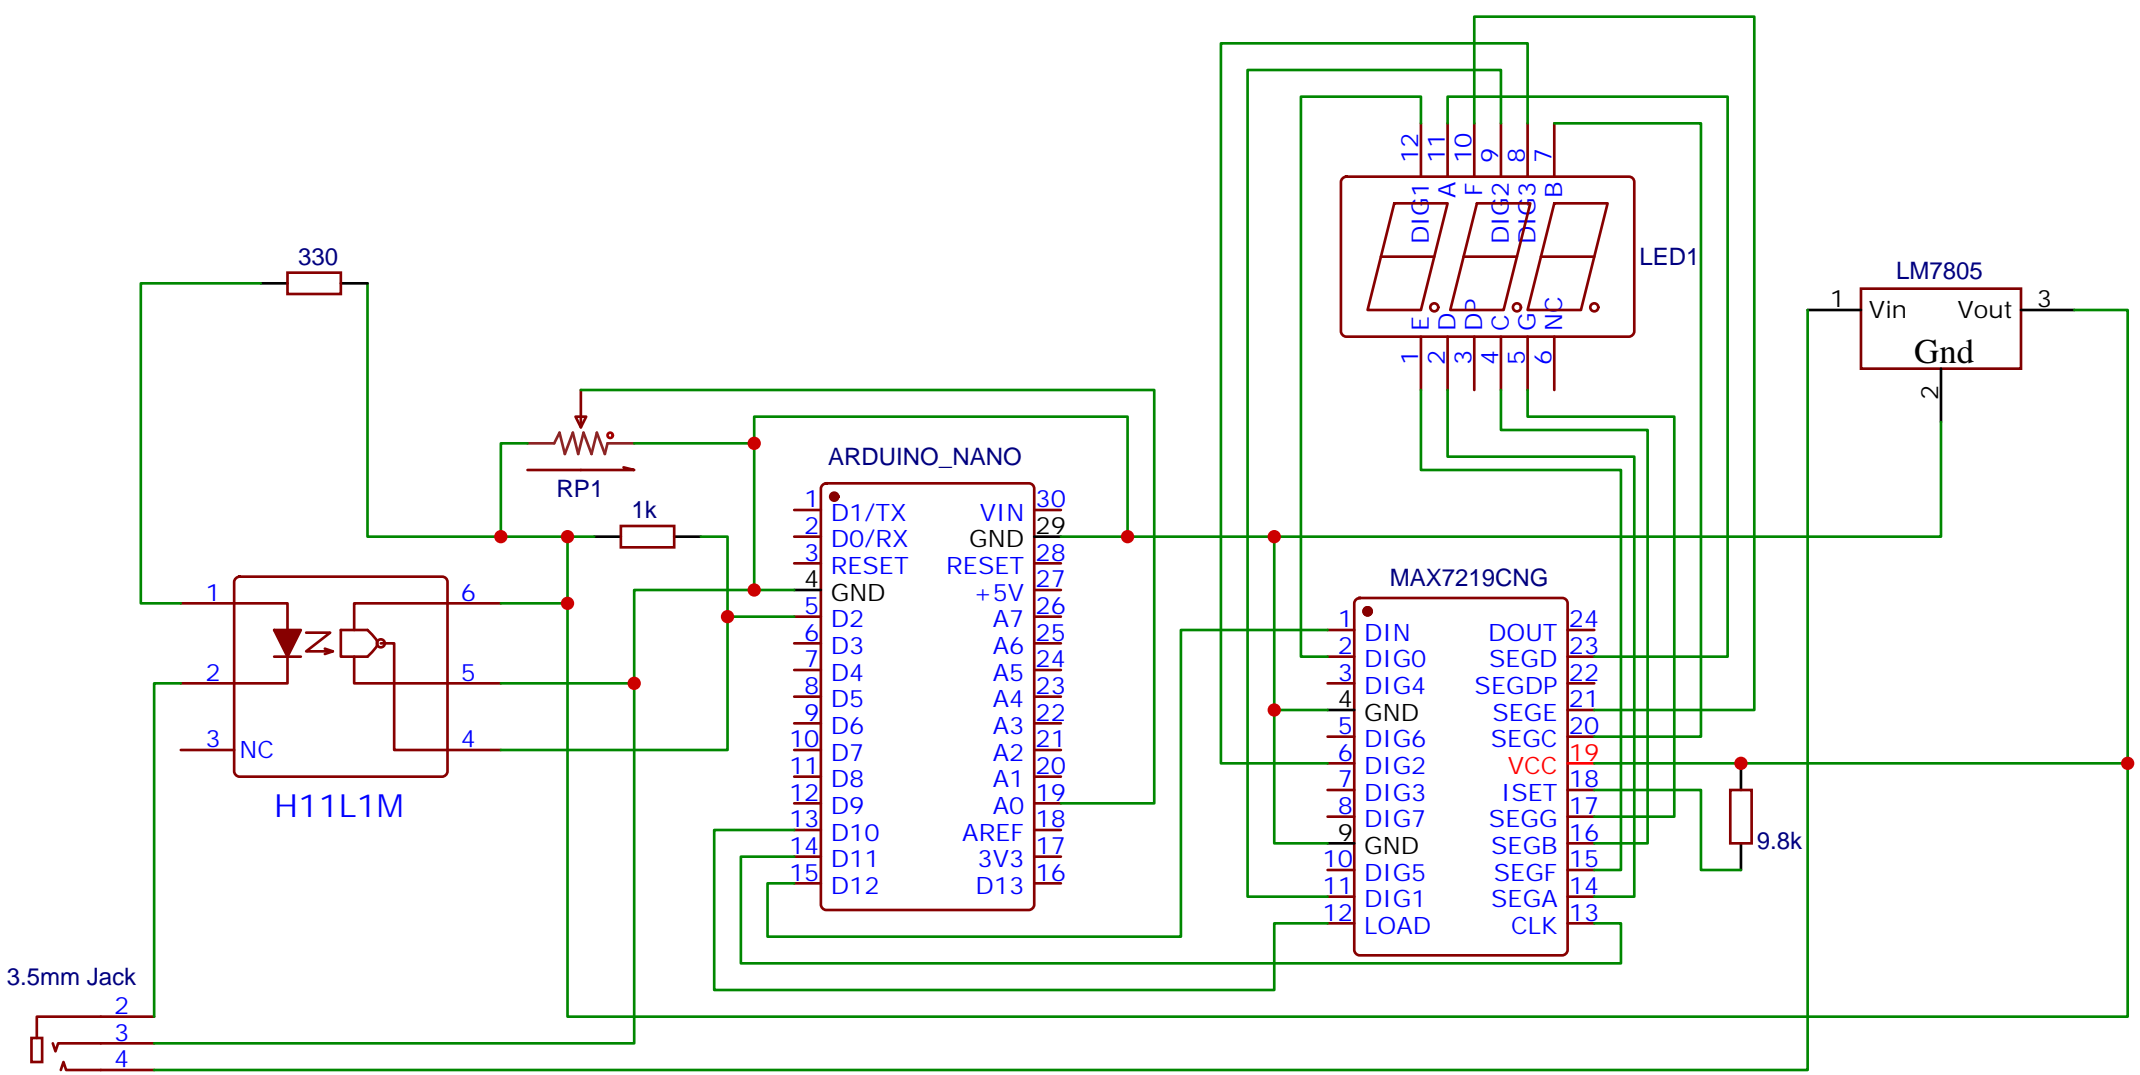 330
RP1
1k
1
2
3
NC
6
5
4
H11L1M
3.5mm Jack
2
3
4
ARDUINO_NANO
1 D1/TX
2 D0/RX
3 RESET
4 GND
5 D2
6 D3
7 D4
8 D5
9 D6
10 D7
11 D8
12 D9
13 D10
14 D11
15 D12
VIN 30
GND 29
RESET 28
+5V 27
A7 26
A6 25
A5 24
A4 23
A3 22
A2 21
A1 20
A0 19
AREF 18
3V3 17
D13 16
12 11 10 9 8 7
DIG1 A F DIG2 DIG3 B
E D DP C G NC
1 2 3 4 5 6
LED1
MAX7219CNG
1 DIN
2 DIG0
3 DIG4
4 GND
5 DIG6
6 DIG2
7 DIG3
8 DIG7
9 GND
10 DIG5
11 DIG1
12 LOAD
DOUT 24
SEGD 23
SEGDP 22
SEGE 21
SEGC 20
VCC 19
ISET 18
SEGG 17
SEGB 16
SEGF 15
SEGA 14
CLK 13
9.8k
LM7805
1 Vin Vout 3
Gnd
2